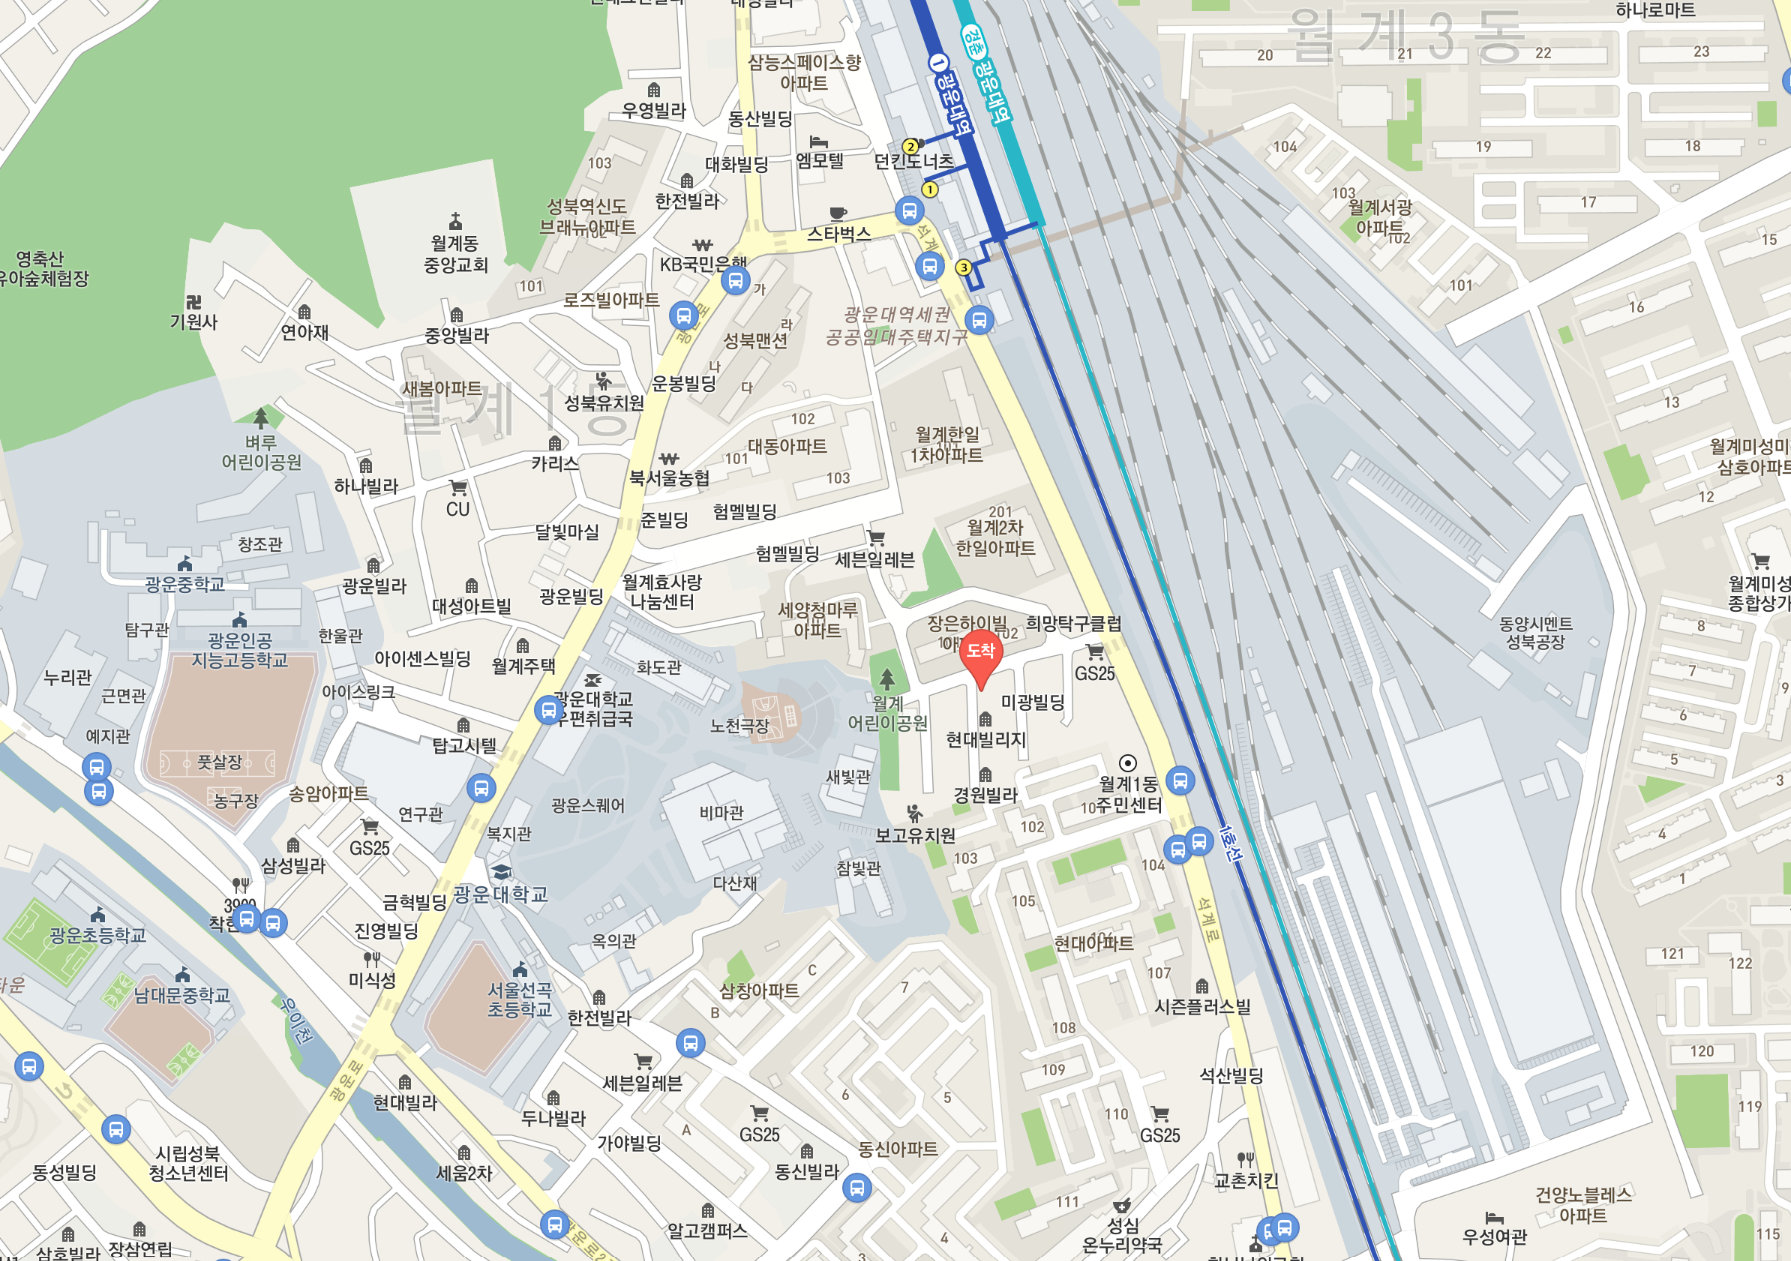 하나로마트
월계3동
20
21
22
23
삼능스페이스향
아파트
우영빌라
동산빌딩
1
광운대역
경춘
광운대역
2
던킨도너츠
1
엠모텔
대화빌딩
103
104
19
18
한전빌라
성북역신도
브래뉴아파트
103
월계서광
아파트
102
17
월계동
중앙교회
스타벅스
석계로
15
영축산
유아숲체험장
KB국민은행
3
101
101
16
로즈빌아파트
가
기원사
연아재
중앙빌라
광운로
라
성북맨션
광운대역세권
공공임대주택지구
나
다
운봉빌딩
새봄아파트
월계1동
성북유치원
102
13
벼루
어린이공원
대동아파트
월계한일
1차아파트
월계미성미
삼호아파트
카리스
101
103
북서울농협
하나빌라
12
CU
험멜빌딩
준빌딩
201
월계2차
한일아파트
달빛마실
창조관
험멜빌딩
세븐일레븐
광운중학교
광운빌라
월계효사랑
나눔센터
광운빌딩
월계미성
종합상가
대성아트빌
세양청마루
아파트
장은하이빌
102
희망탁구클럽
8
동양시멘트
성북공장
탐구관
광운인공
지능고등학교
한울관
도착
7
아이센스빌딩
월계주택
화도관
GS25
누리관
근면관
아이스링크
광운대학교
우편취급국
월계
어린이공원
미광빌딩
6
9
노천극장
예지관
탑고시텔
현대빌리지
풋살장
5
새빛관
월계1동
주민센터
3
농구장
송암아파트
연구관
광운스퀘어
경원빌라
비마관
복지관
102
보고유치원
4
GS25
1호선
삼성빌라
103
104
참빛관
다산재
1
광운대학교
금혁빌딩
105
석계로
진영빌딩
광운초등학교
옥의관
현대아파트
121
122
미식성
C
107
남대문중학교
서울선곡
초등학교
삼창아파트
7
시즌플러스빌
우이천
한전빌라
B
108
120
세븐일레븐
109
석산빌딩
광운로
현대빌라
6
5
두나빌라
110
119
A
GS25
GS25
가야빌딩
동신아파트
시립성북
청소년센터
동성빌딩
세움2차
동신빌라
교촌치킨
건양노블레스
아파트
111
3
4
알고캠퍼스
성심
온누리약국
우성여관
115
삼호빌라
장삼연립